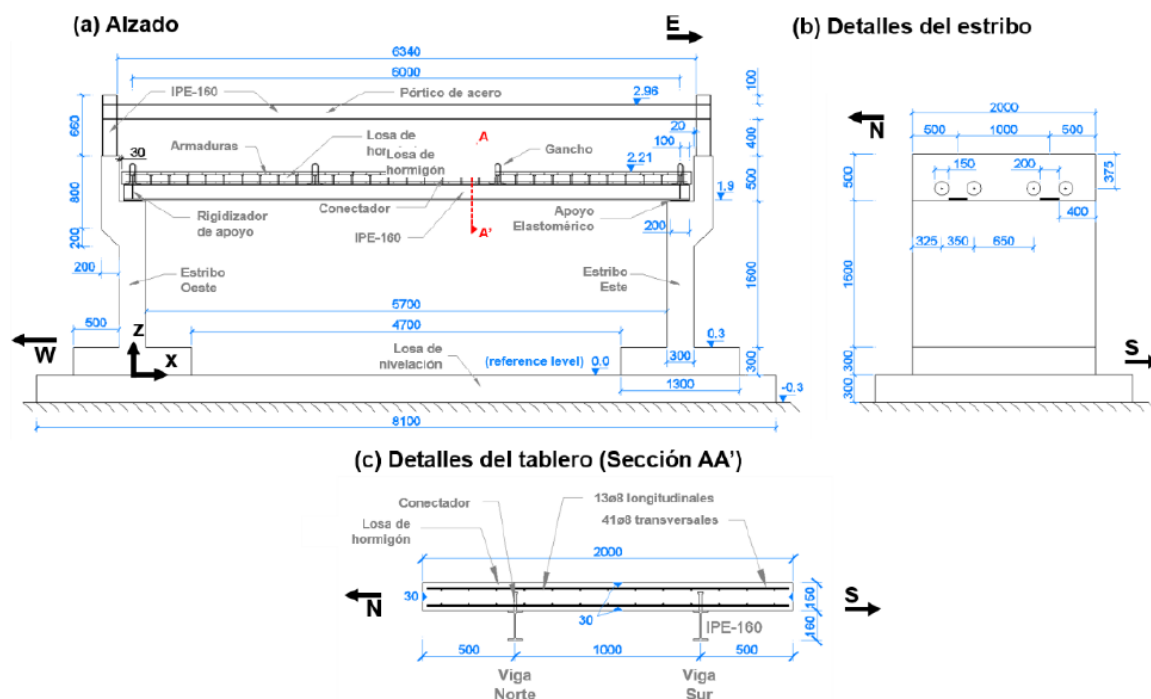 (a) Alzado
E
(b) Detalles del estribo
6340
6000
IPE-160
Pórtico de acero
2.96
100
660
400
A
20
100
30
Armaduras
Losa de
hormigón
Gancho
2.21
500
1.9
800
Rigidizador
de apoyo
Conectador
IPE-160
A'
Apoyo
Elastomérico
200
200
200
Estribo
Oeste
Estribo
Este
1600
5700
500
4700
W
Z
X
Losa de
nivelación
(reference level)
0.0
0.3
300
300
1300
-0.3
8100
N
2000
500
1000
500
150
200
375
500
400
325
350
650
1600
S
300
300
(c) Detalles del tablero (Sección AA')
Conectador
13ø8 longitudinales
Losa de
hormigón
41ø8 transversales
2000
N
30
30
30
150
160
S
IPE-160
500
1000
500
Viga
Norte
Viga
Sur